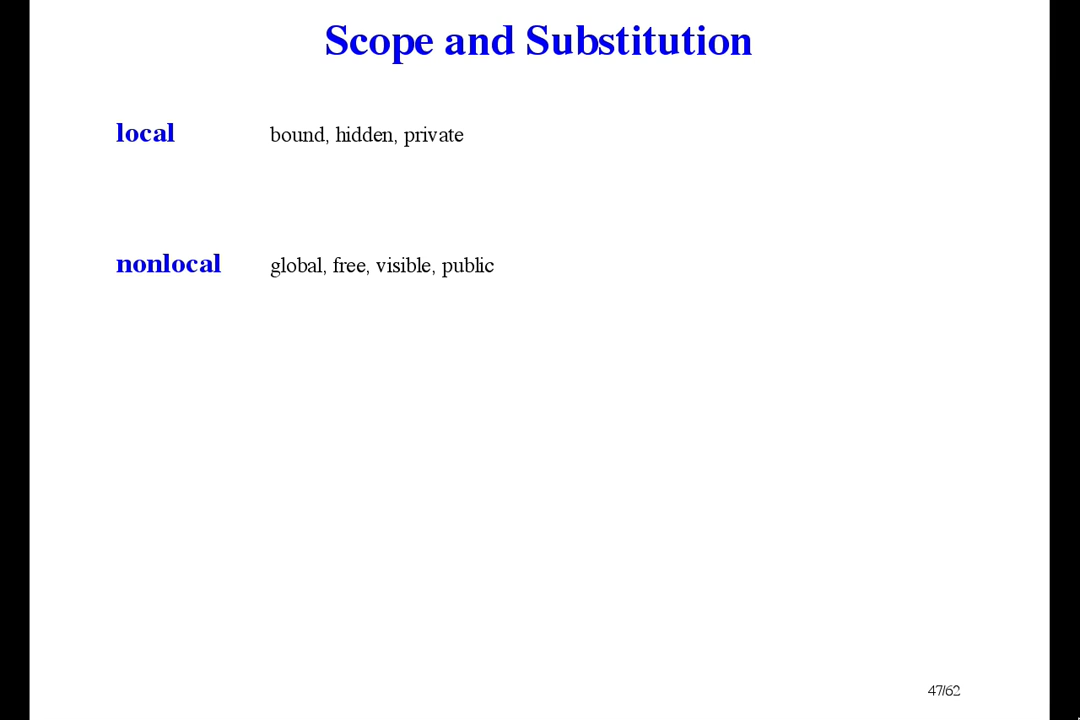 Scope and Substitution
local bound, hidden, private
nonlocal global, free, visible, public
47/62